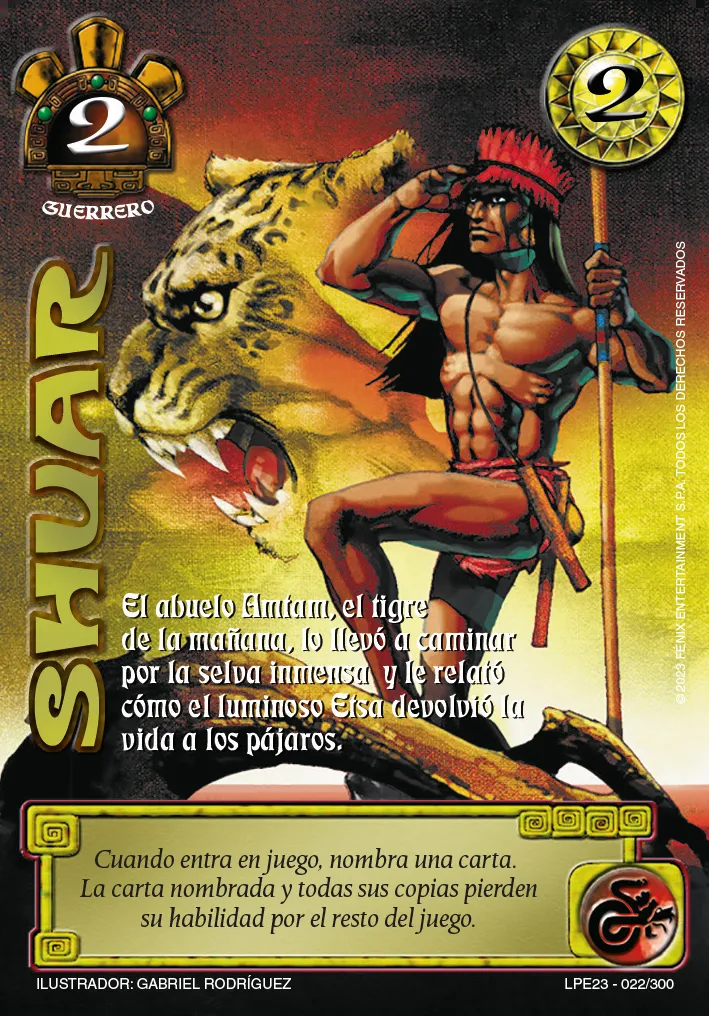 2
GUERRERO
2
SHUAR
El abuelo Amtam, el tigre
de la mañana, lo llevó a caminar
por la selva inmensa y le relató
cómo el luminoso Etsa devolvió la
vida a los pájaros.
© 2023 FENIX ENTERTAINMENT S.P.A. TODOS LOS DERECHOS RESERVADOS
Cuando entra en juego, nombra una carta.
La carta nombrada y todas sus copias pierden
su habilidad por el resto del juego.
ILUSTRADOR: GABRIEL RODRÍGUEZ
LPE23 - 022/300